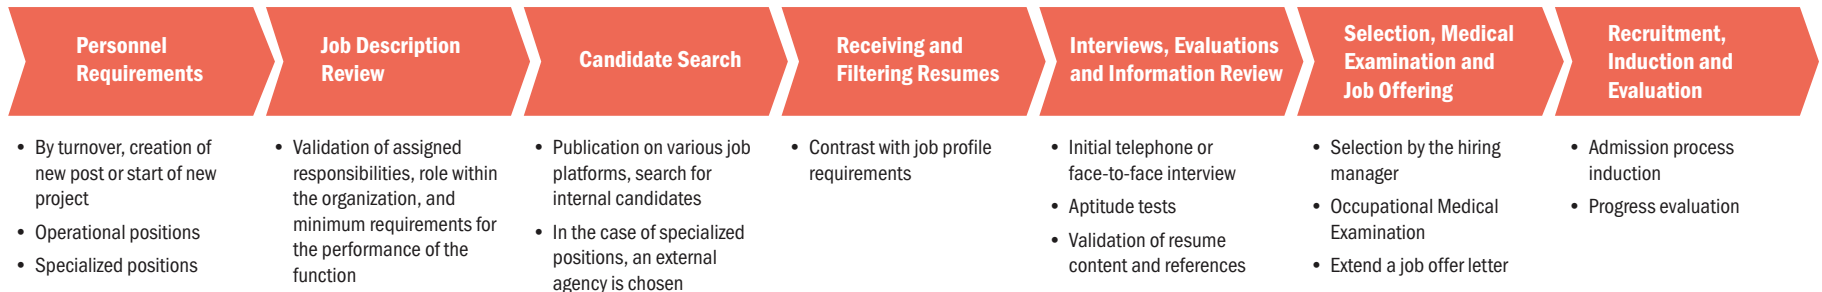 Personnel
Requirements
• By turnover, creation of
new post or start of new
project
• Operational positions
• Specialized positions
Job Description
Review
• Validation of assigned
responsibilities, role within
the organization, and
minimum requirements for
the performance of the
function
Candidate Search
• Publication on various job
platforms, search for
internal candidates
• In the case of specialized
positions, an external
agency is chosen
Receiving and
Filtering Resumes
• Contrast with job profile
requirements
Interviews, Evaluations
and Information Review
• Initial telephone or
face-to-face interview
• Aptitude tests
• Validation of resume
content and references
Selection, Medical
Examination and
Job Offering
• Selection by the hiring
manager
• Occupational Medical
Examination
• Extend a job offer letter
Recruitment,
Induction and
Evaluation
• Admission process
induction
• Progress evaluation